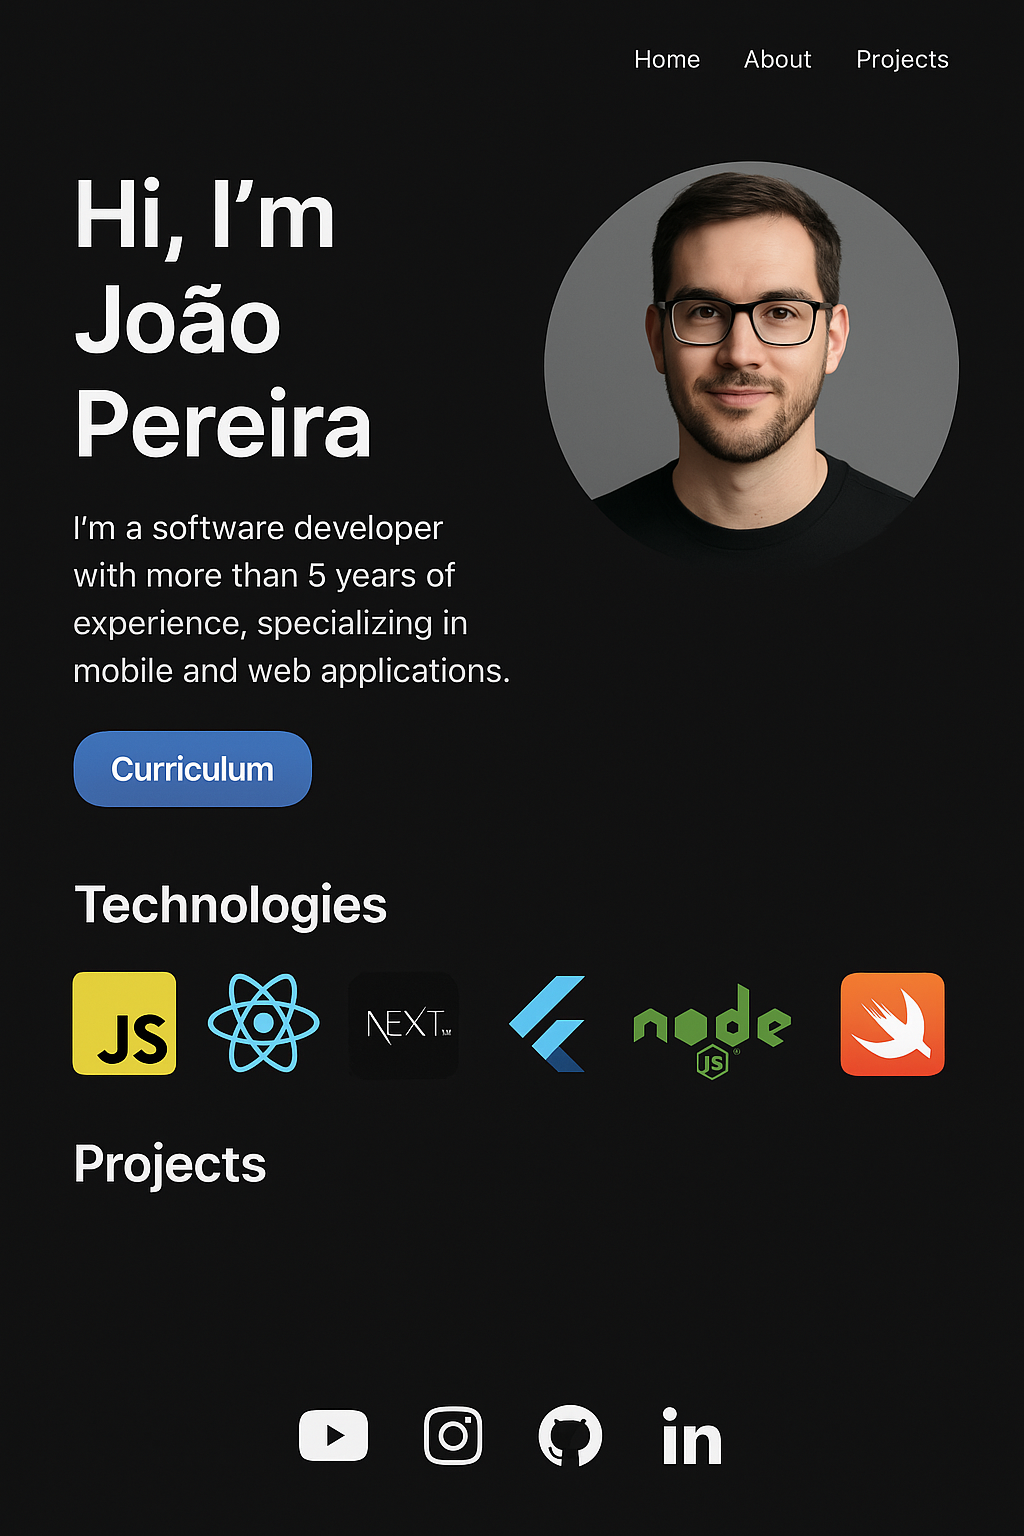 Home About Projects
Hi, I’m
João
Pereira
I’m a software developer
with more than 5 years of
experience, specializing in
mobile and web applications.
Curriculum
Technologies
JS
NEXT
node
JS
Projects
in